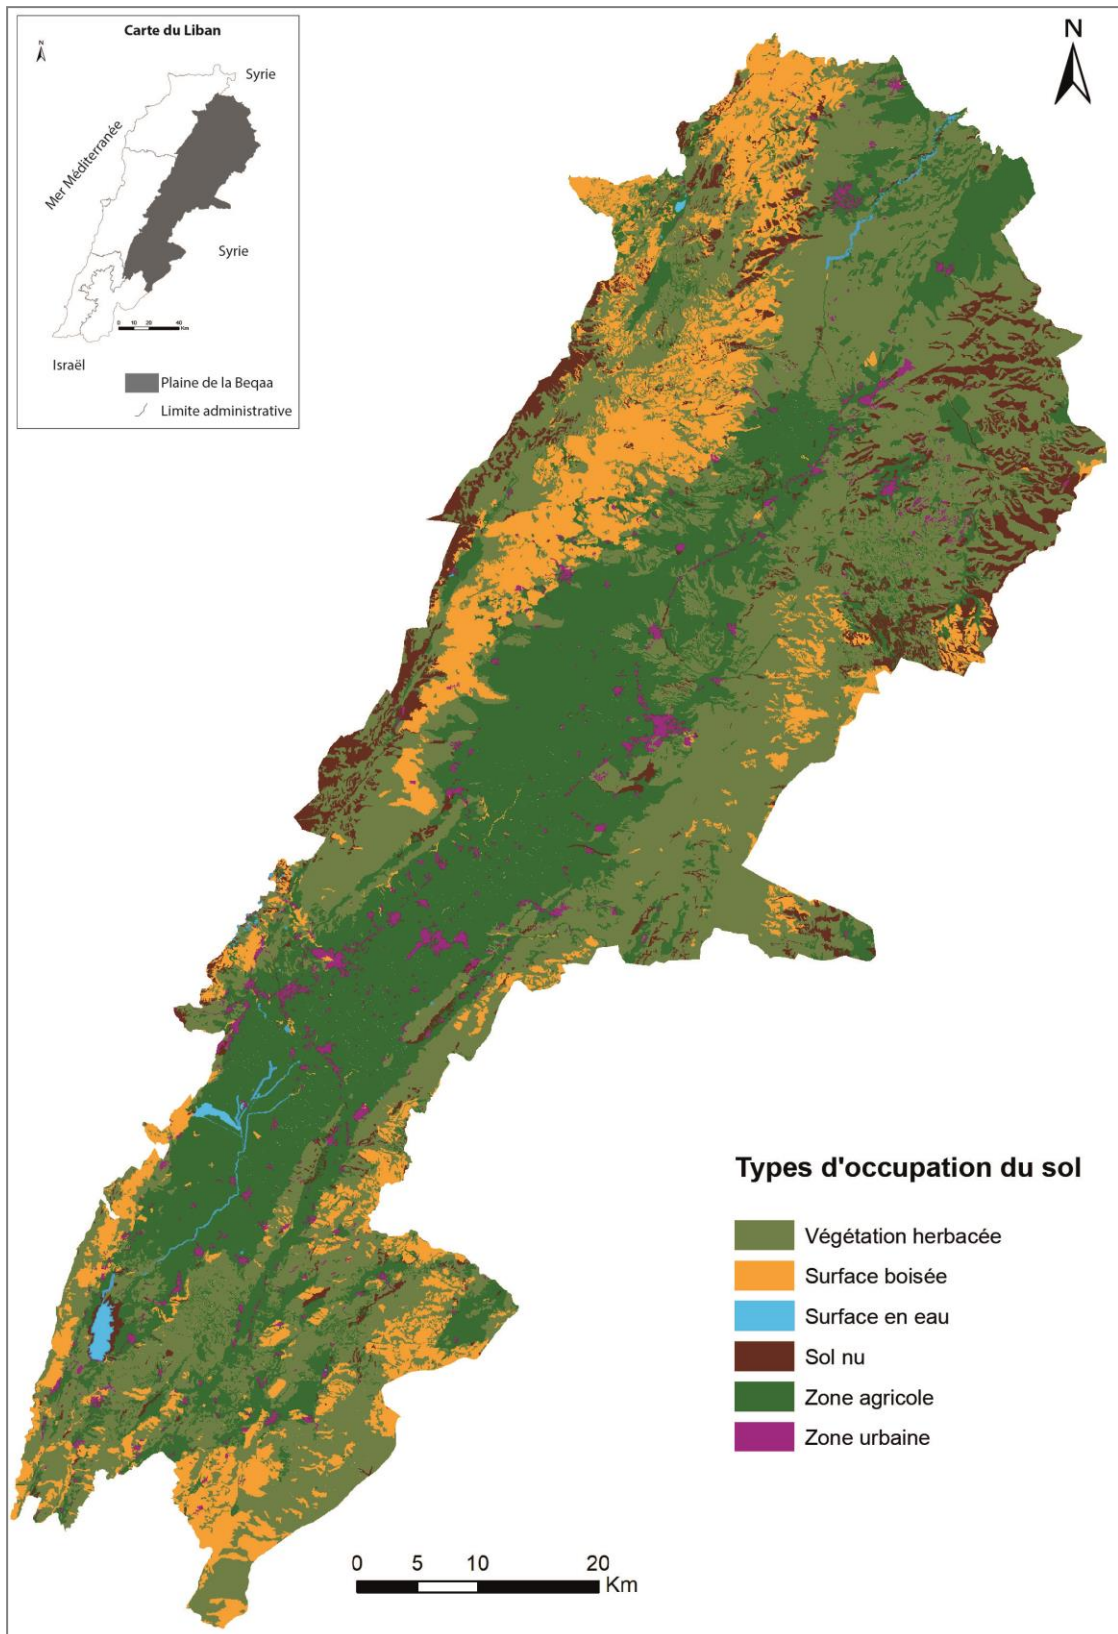 Carte du Liban
N
Syrie
Mer Méditerranée
Syrie
0 10 20 40
Km
Israël
Plaine de la Beqaa
Limite administrative
N
Types d'occupation du sol
Végétation herbacée
Surface boisée
Surface en eau
Sol nu
Zone agricole
Zone urbaine
0 5 10 20
Km